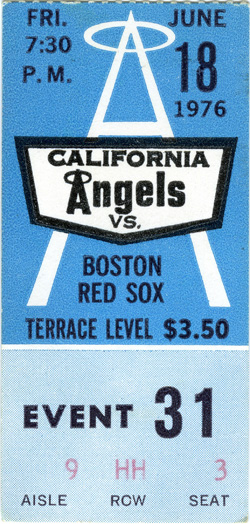 FRI. JUNE
7:30 18
P.M. 1976
CALIFORNIA
Angels
VS.
BOSTON
RED SOX
TERRACE LEVEL $3.50
EVENT 31
9 HH 3
AISLE ROW SEAT